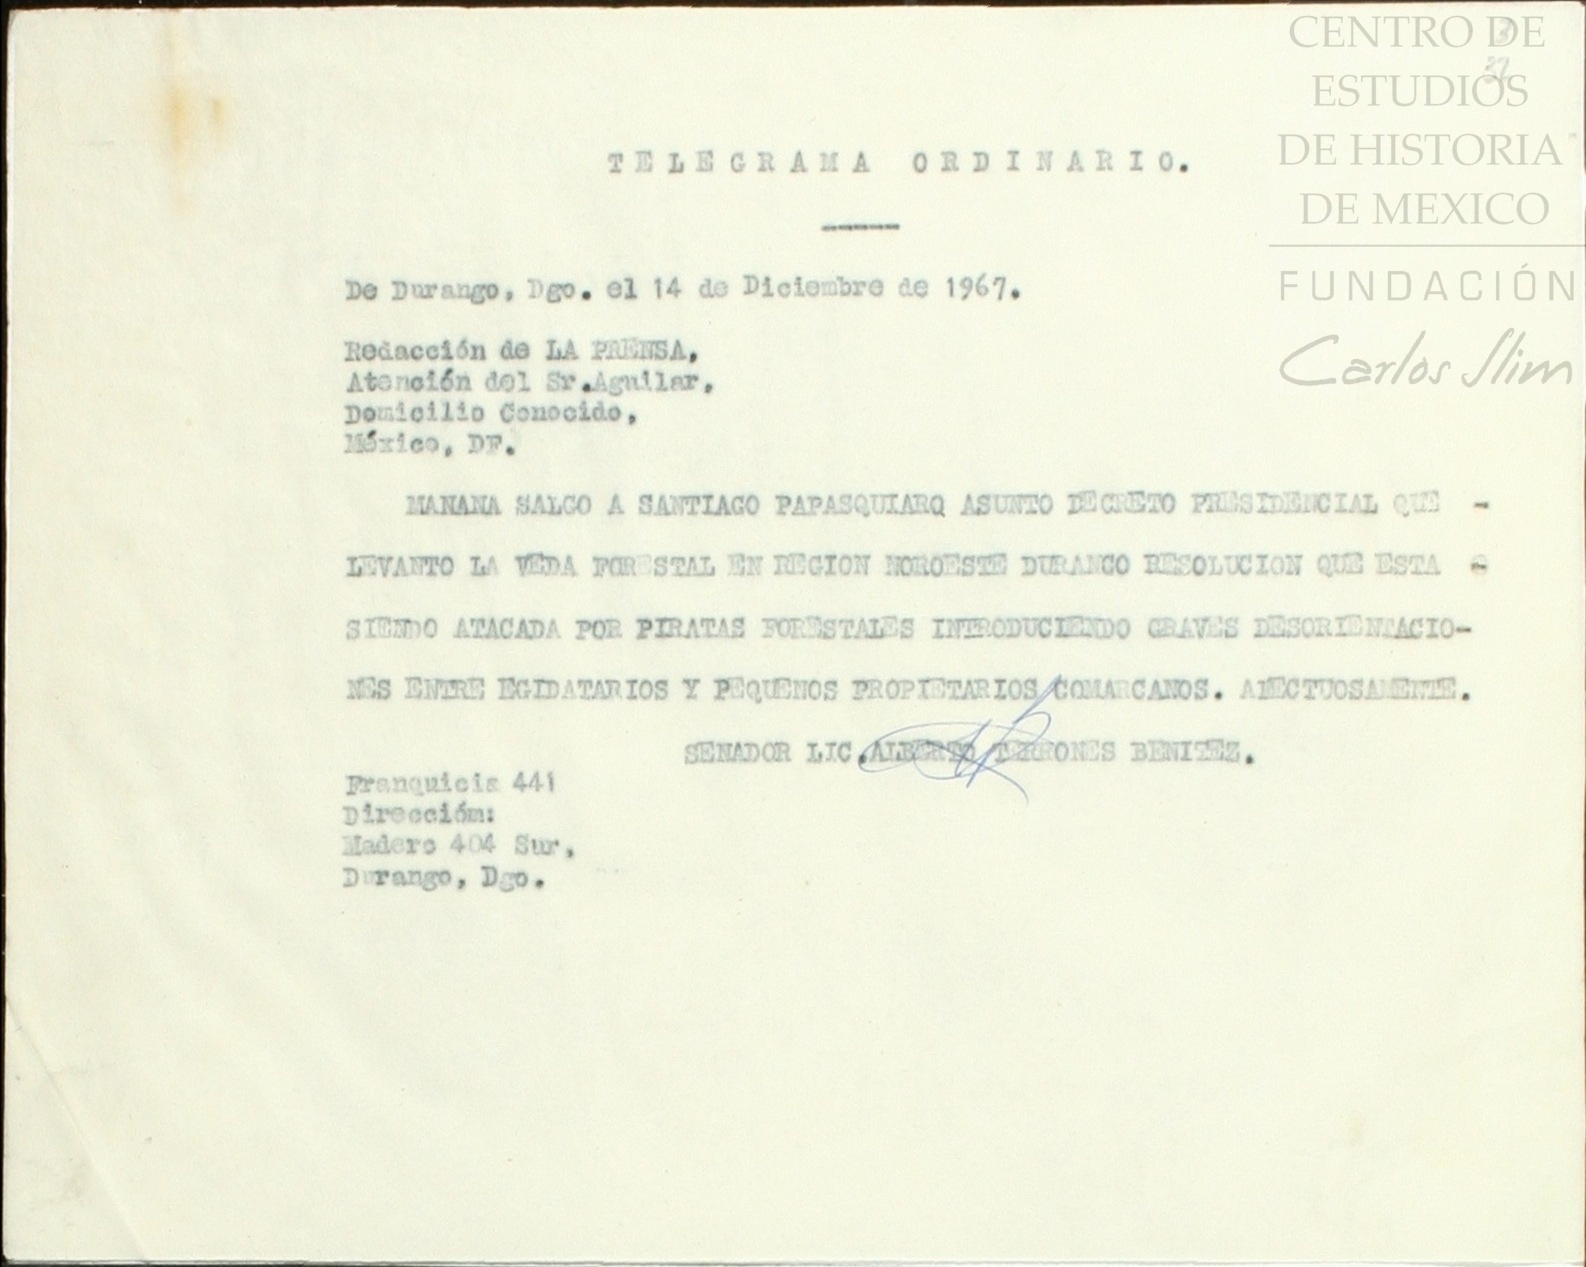 CENTRO DE
ESTUDIOS
DE HISTORIA
DE MEXICO
FUNDACIÓN
Carlos Slim
TELEGRAMA ORDINARIO.
De Durango, Dgo. el 14 de Diciembre de 1967.
Redacción de LA PRENSA,
Atención del Sr.Aguilar,
Domicilio Conocido,
México, DF.
MAÑANA SALGO A SANTIAGO PAPASQUIARO ASUNTO DECRETO PRESIDENCIAL QUE -
LEVANTO LA VEDA FORESTAL EN REGION NOROESTE DURANGO RESOLUCION QUE ESTA -
SIENDO ATACADA POR PIRATAS FORESTALES INTRODUCIENDO GRAVES DESORIENTACIO-
NES ENTRE EGIDATARIOS Y PEQUENOS PROPIETARIOS COMARCANOS. AFECTUOSAMENTE.
SENADOR LIC.ALBERTO TERRONES BENITEZ.
Franquicia 441
Dirección:
Madero 404 Sur,
Durango, Dgo.